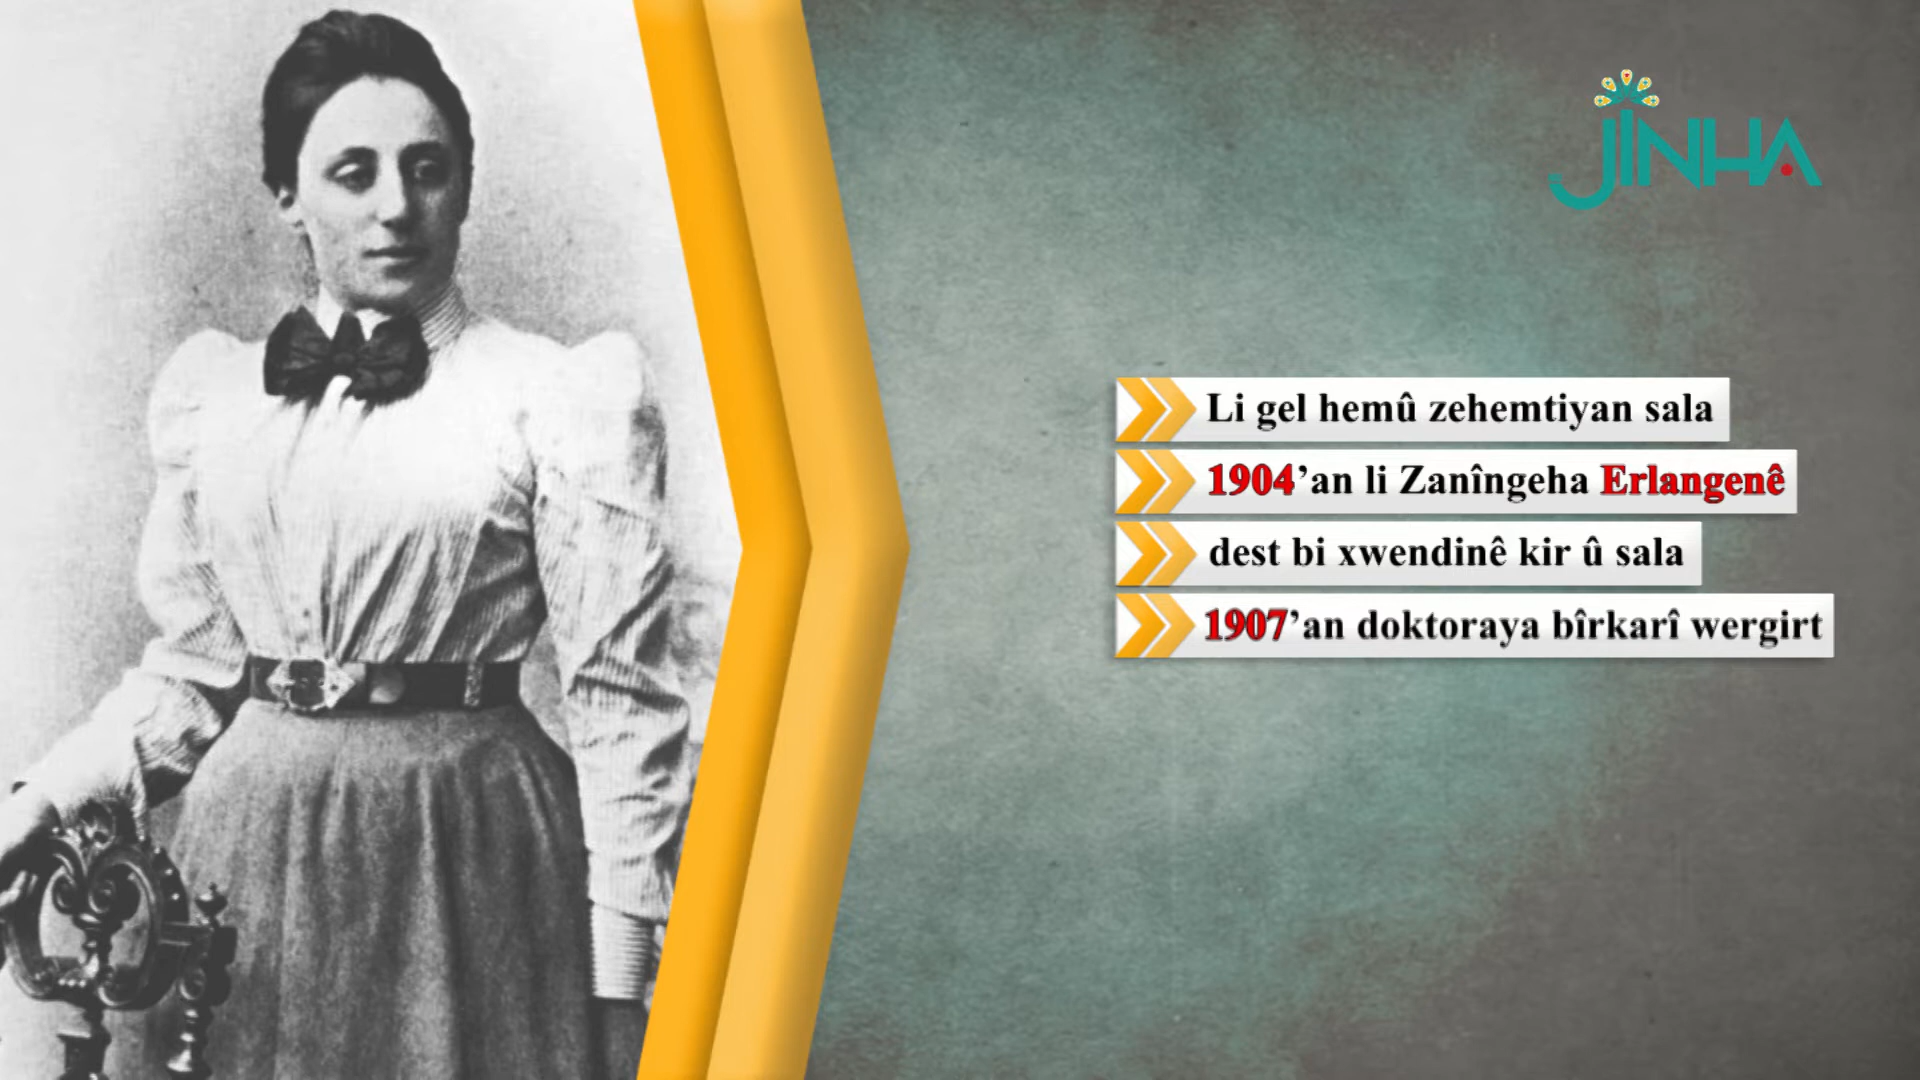 JINHA
Li gel hemû zehemtiyan sala
1904’an li Zanîngeha Erlangenê
dest bi xwendinê kir û sala
1907’an doktoraya bîrkarî wergirt